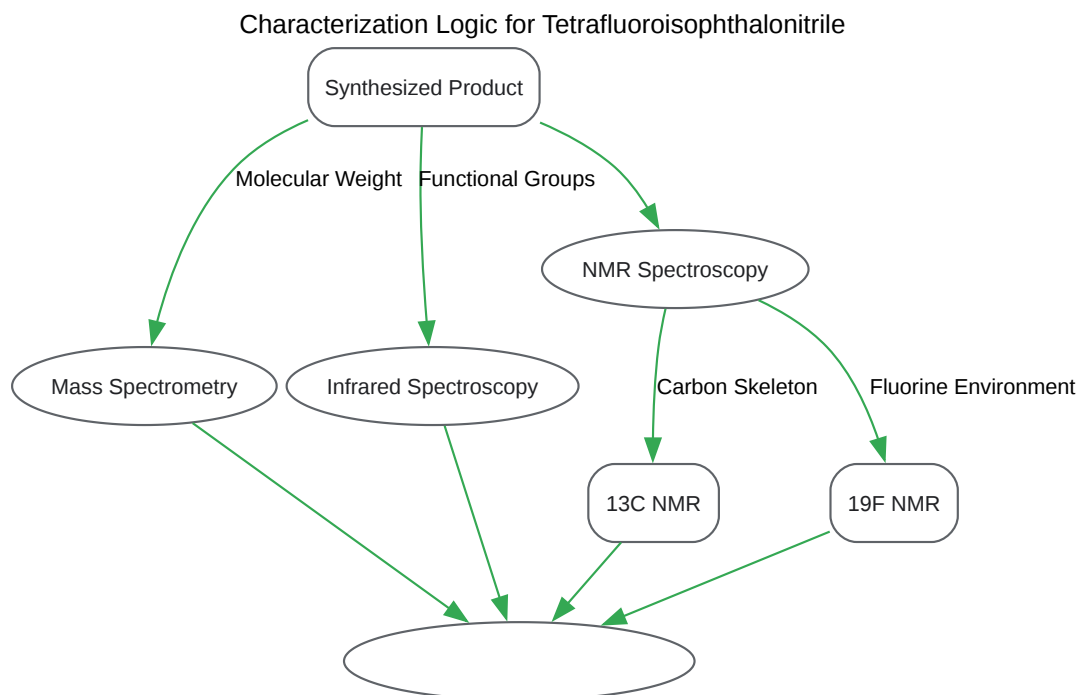 Characterization Logic for Tetrafluoroisophthalonitrile
Synthesized Product
Molecular Weight
Functional Groups
NMR Spectroscopy
Mass Spectrometry
Infrared Spectroscopy
Carbon Skeleton
Fluorine Environment
13C NMR
19F NMR